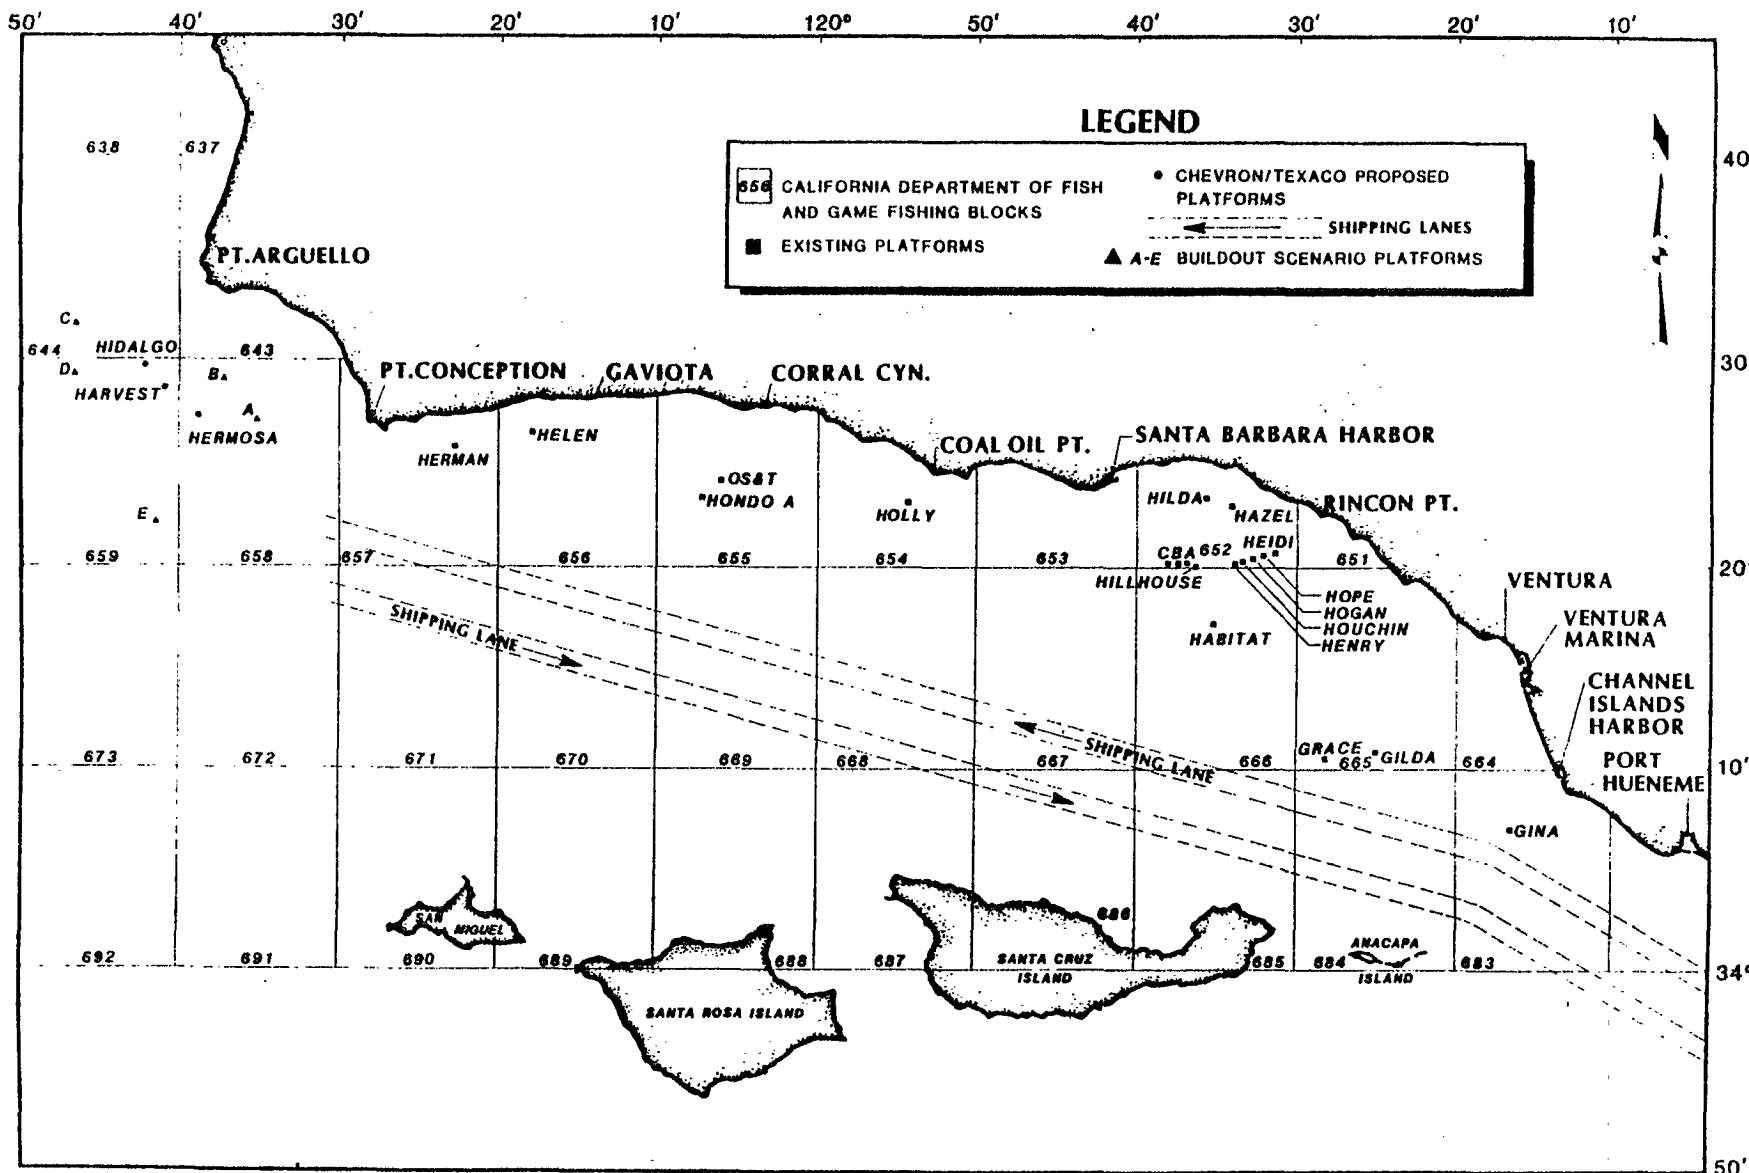 50' 40' 30' 20' 10' 120° 50' 40' 30' 20' 10'
LEGEND
656 CALIFORNIA DEPARTMENT OF FISH
AND GAME FISHING BLOCKS
EXISTING PLATFORMS
CHEVRON/TEXACO PROPOSED
PLATFORMS
SHIPPING LANES
A-E BUILDOUT SCENARIO PLATFORMS
638 637
40
PT. ARGUELLO
C
644 HIDALGO 643
30
D B
HARVEST
A
HERMOSA
PT. CONCEPTION GAVIOTA CORRAL CYN.
HERMAN
HELEN
COAL OIL PT.
SANTA BARBARA HARBOR
OS&T
HONDO A
HOLLY
HILDA
HAZEL
RINCON PT.
E
659 658 657 656 655 654 653 CBA 652 HEIDI 651
20'
HILLHOUSE
HOPE
HOGAN
HOUCHIN
HENRY
HABITAT
VENTURA
VENTURA
MARINA
CHANNEL
ISLANDS
HARBOR
PORT
HUENEME
SHIPPING LANE
SHIPPING LANE
673 672 671 670 669 668 667 666 GRACE 665 GILDA 664
10'
GINA
SAN
MIGUEL
686
692 691 690 689 688 687 SANTA CRUZ
ISLAND
685 684 ANACAPA
ISLAND
683
34°
SANTA ROSA ISLAND
50'